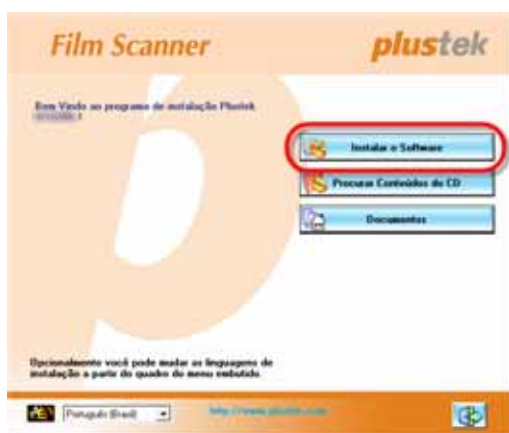 Film Scanner
plustek
Bem Vindo ao programa de instalação Plustek
Instalar o Software
Procurar Conteúdos do CD
Documentos
Opcionalmente você pode mudar as linguagens de
instalação a partir do quadro do menu embutido.
Português (Brasil)
http://www.plustek.com